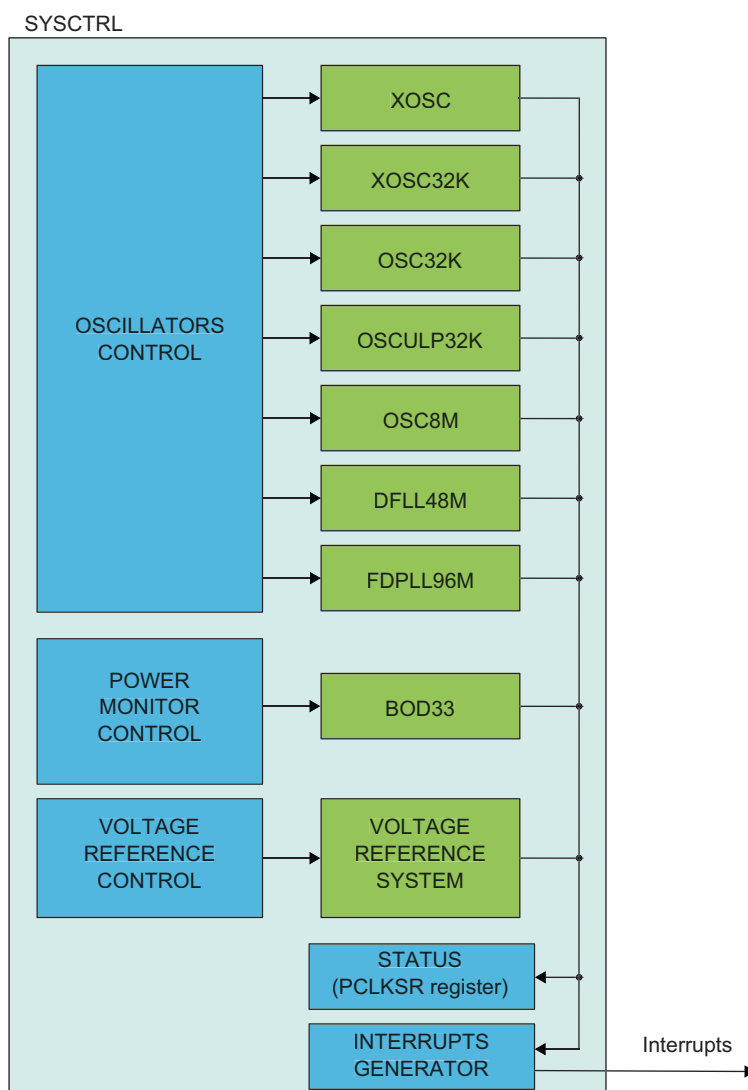 SYSCTRL
XOSC
XOSC32K
OSC32K
OSCILLATORS
CONTROL
OSCULP32K
OSC8M
DFLL48M
FDPLL96M
POWER
MONITOR
CONTROL
BOD33
VOLTAGE
REFERENCE
CONTROL
VOLTAGE
REFERENCE
SYSTEM
STATUS
(PCLKSR register)
INTERRUPTS
GENERATOR
Interrupts